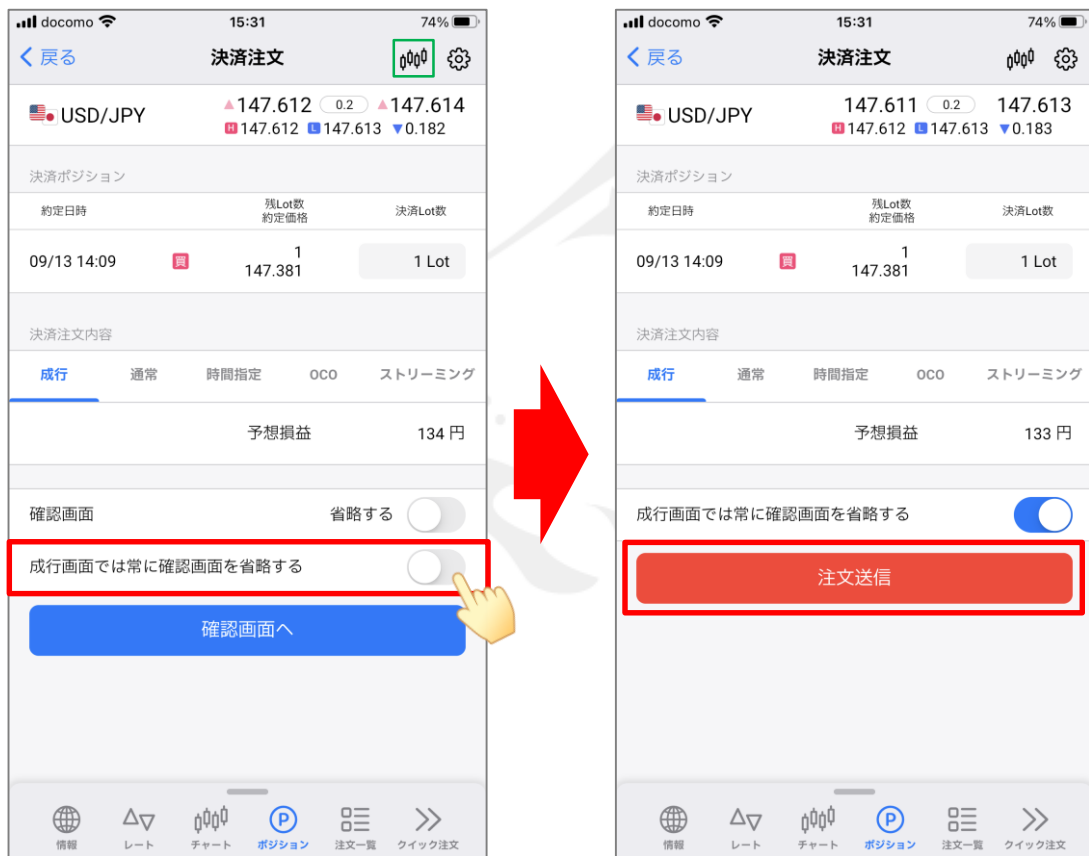 docomo 15:31 74%
戻る 決済注文
USD/JPY ▲147.612 0.2 ▲147.614
H 147.612 L 147.613 ▼0.182
決済ポジション
約定日時 残Lot数 約定価格 決済Lot数
09/13 14:09 買 1 147.381 1 Lot
決済注文内容
成行 通常 時間指定 OCO ストリーミング
予想損益 134 円
確認画面 省略する
成行画面では常に確認画面を省略する
確認画面へ
情報 レート チャート ポジション 注文一覧 クイック注文
docomo 15:31 74%
戻る 決済注文
USD/JPY 147.611 0.2 147.613
H 147.612 L 147.613 ▼0.183
決済ポジション
約定日時 残Lot数 約定価格 決済Lot数
09/13 14:09 買 1 147.381 1 Lot
決済注文内容
成行 通常 時間指定 OCO ストリーミング
予想損益 133 円
成行画面では常に確認画面を省略する
注文送信
情報 レート チャート ポジション 注文一覧 クイック注文